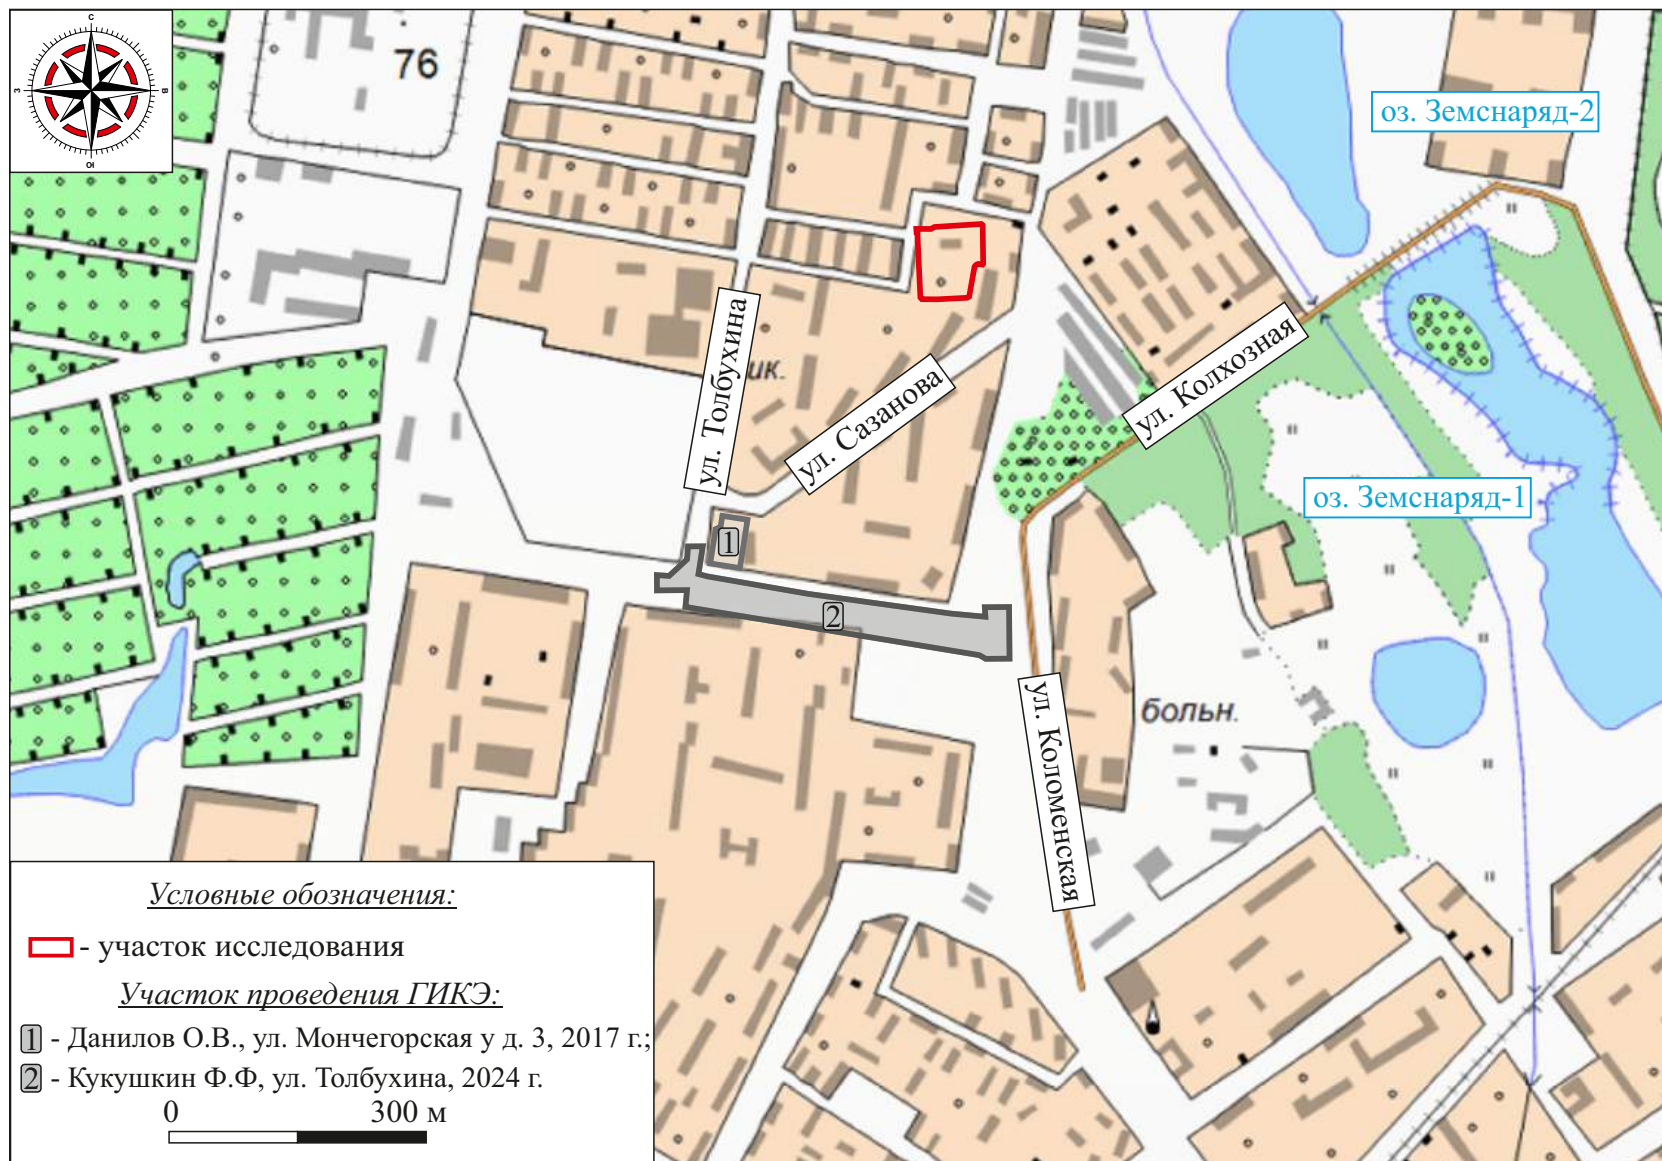 С
З
В
Ю
76
оз. Земснаряд-2
ул. Толбухина
ик.
ул. Сазанова
ул. Колхозная
оз. Земснаряд-1
1
2
ул. Коломенская
больн.
Условные обозначения:
- участок исследования
Участок проведения ГИКЭ:
1 - Данилов О.В., ул. Мончегорская у д. 3, 2017 г.;
2 - Кукушкин Ф.Ф, ул. Толбухина, 2024 г.
0 300 м